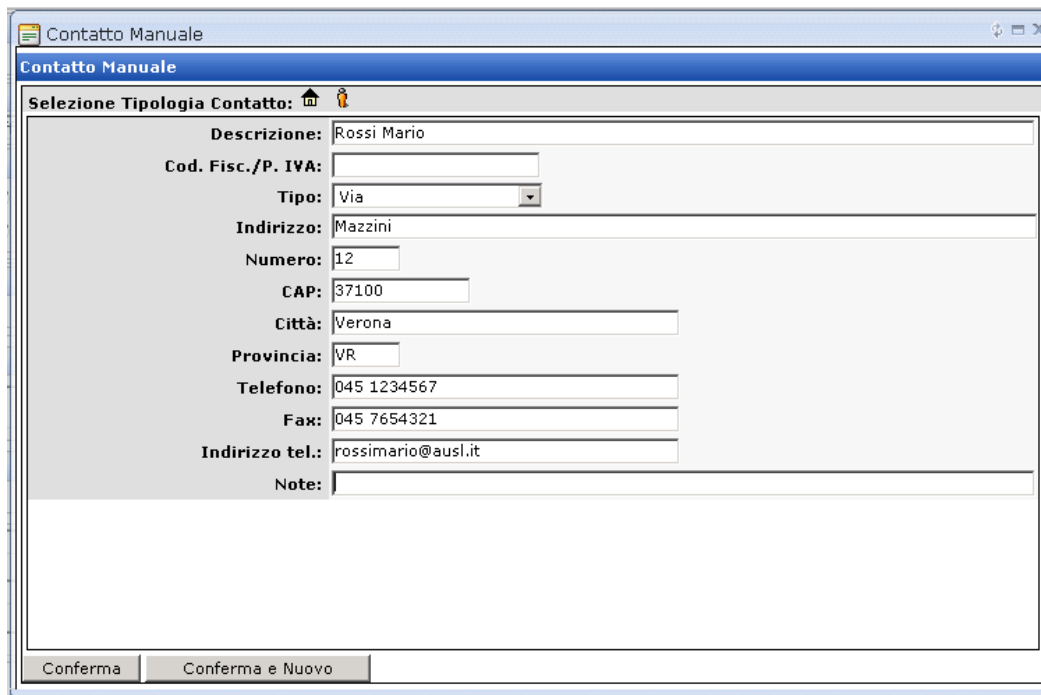 Contatto Manuale
Contatto Manuale
Selezione Tipologia Contatto:
Descrizione: Rossi Mario
Cod. Fisc./P. IVA:
Tipo: Via
Indirizzo: Mazzini
Numero: 12
CAP: 37100
Città: Verona
Provincia: VR
Telefono: 045 1234567
Fax: 045 7654321
Indirizzo tel.: rossimario@ausl.it
Note:
Conferma Conferma e Nuovo